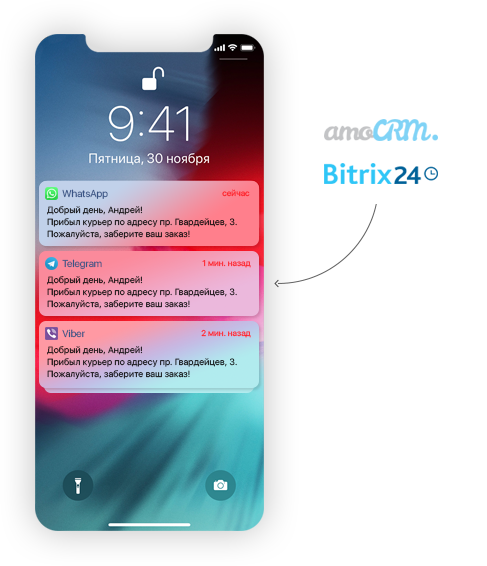 9:41
Пятница, 30 ноября
WhatsApp сейчас
Добрый день, Андрей!
Прибыл курьер по адресу пр. Гвардейцев, 3.
Пожалуйста, заберите ваш заказ!
Telegram 1 мин. назад
Добрый день, Андрей!
Прибыл курьер по адресу пр. Гвардейцев, 3.
Пожалуйста, заберите ваш заказ!
Viber 2 мин. назад
Добрый день, Андрей!
Прибыл курьер по адресу пр. Гвардейцев, 3.
Пожалуйста, заберите ваш заказ!
amoCRM.
Bitrix24